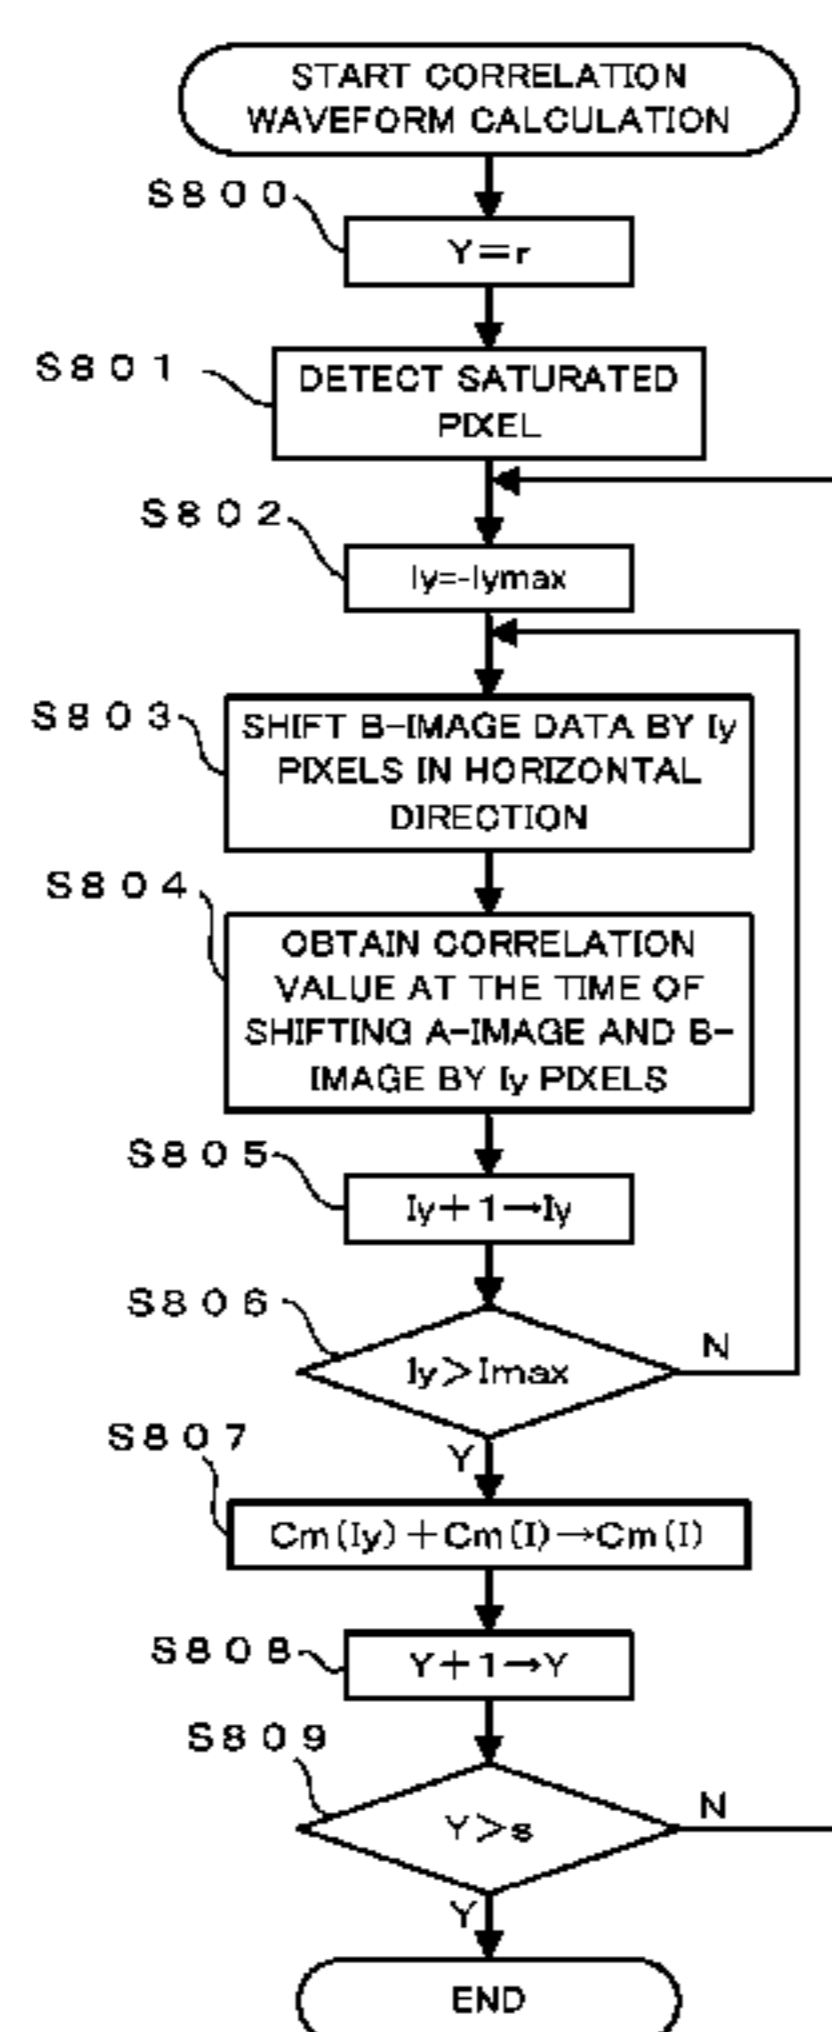 START CORRELATION
WAVEFORM CALCULATION
S800
Y=r
S801
DETECT SATURATED
PIXEL
S802
Iy=-Iymax
S803
SHIFT B-IMAGE DATA BY Iy
PIXELS IN HORIZONTAL
DIRECTION
S804
OBTAIN CORRELATION
VALUE AT THE TIME OF
SHIFTING A-IMAGE AND B-
IMAGE BY Iy PIXELS
S805
Iy+1→Iy
S806
Iy>Imax
N
Y
S807
Cm(Iy)+Cm(I)→Cm(I)
S808
Y+1→Y
S809
Y>s
N
Y
END